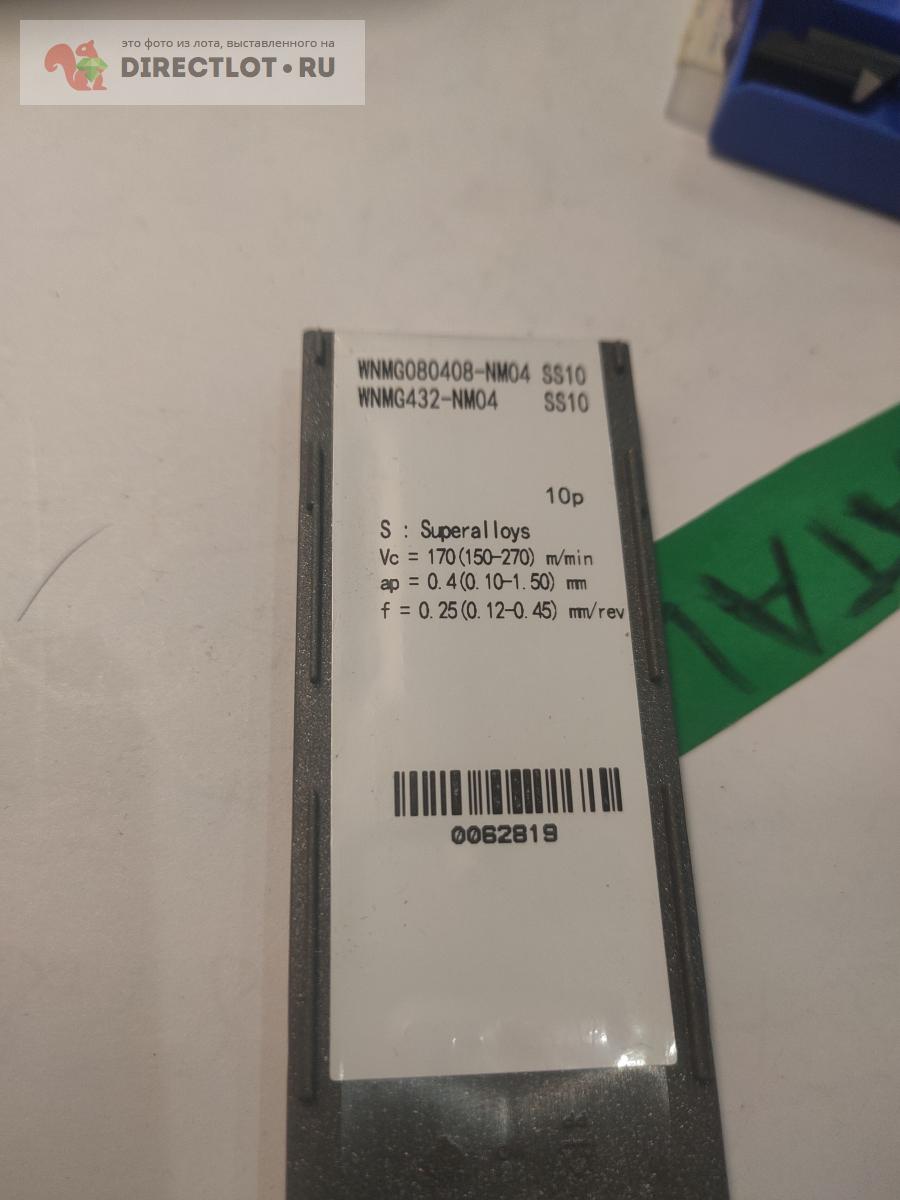 это фото из лота, выставленного на
DIRECTLOT•RU
WNMG080408-NM04 SS10
WNMG432-NM04 SS10
10p
S : Superalloys
Vc = 170(150-270) m/min
ap = 0.4(0.10-1.50) mm
f = 0.25(0.12-0.45) mm/rev
0062819